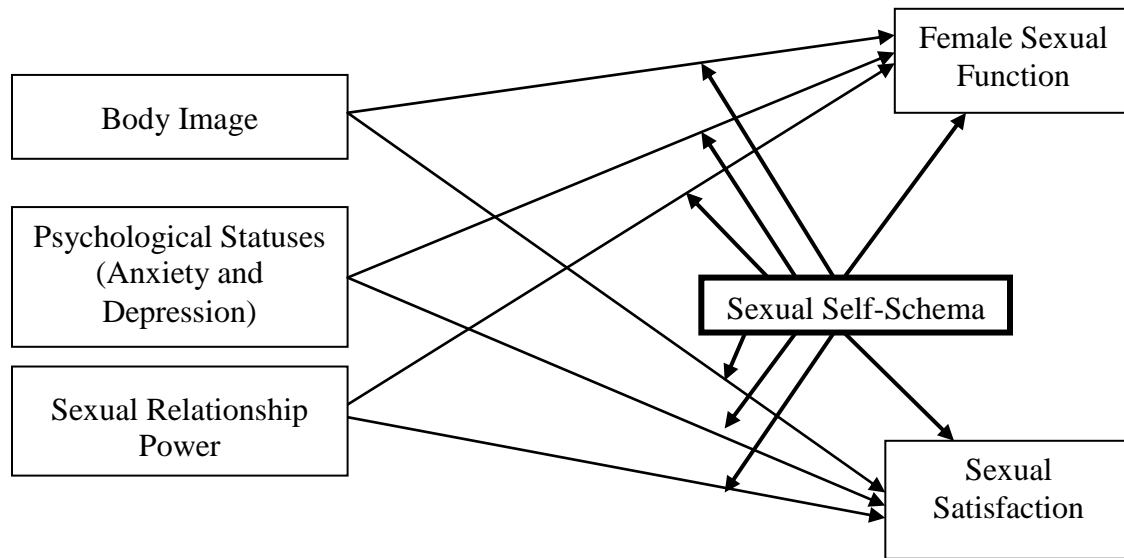 Female Sexual
Function
Body Image
Psychological Statuses
(Anxiety and
Depression)
Sexual Self-Schema
Sexual Relationship
Power
Sexual
Satisfaction